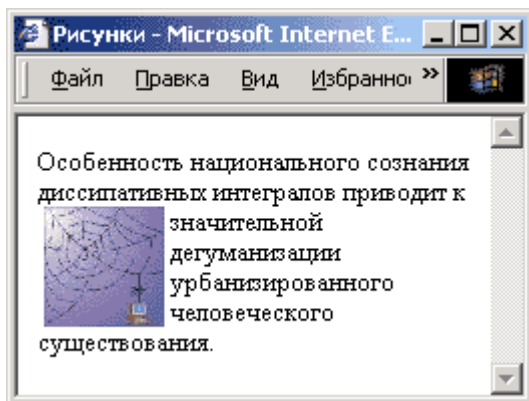 Рисунки - Microsoft Internet E...
Файл Правка Вид Избранно »
Особенность национального сознания
диссипативных интегралов приводит к
значительной
дегуманизации
урбанизированного
человеческого
существования.